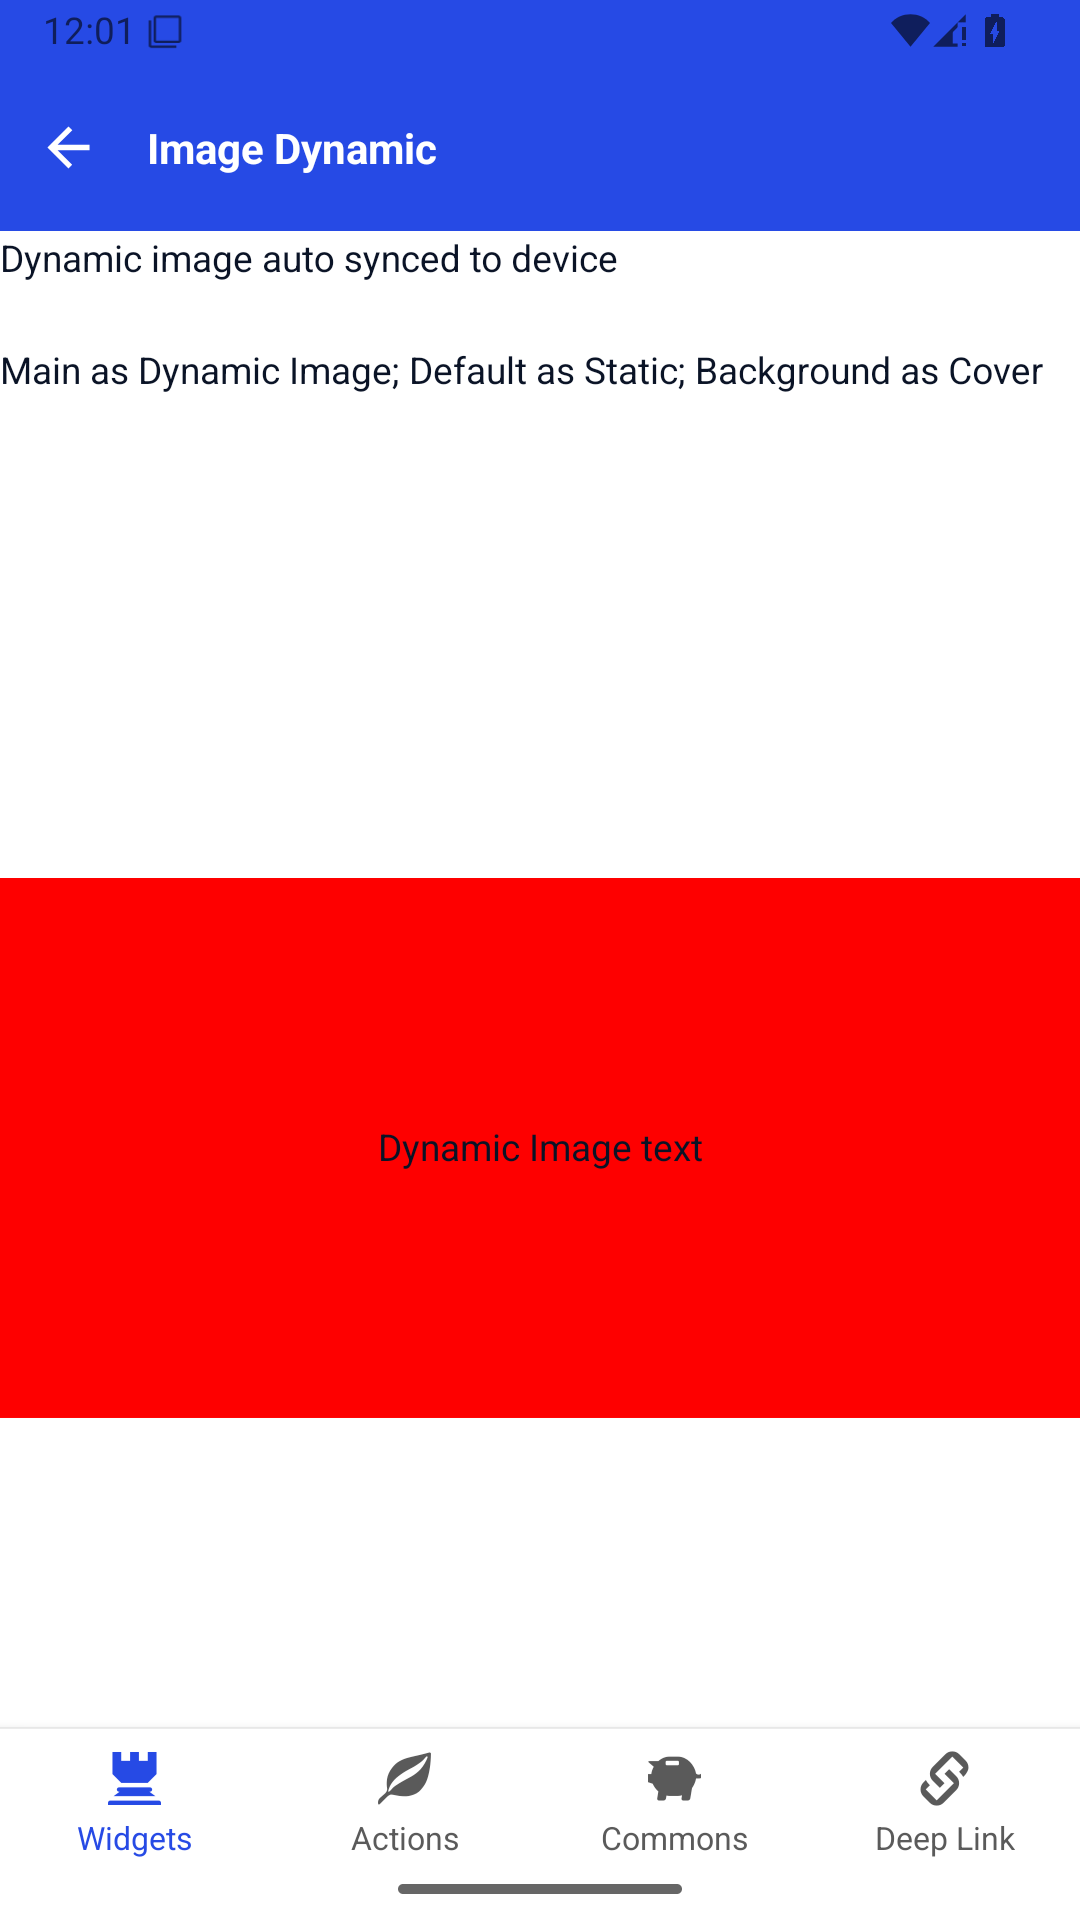 12:01
Image Dynamic
Dynamic image auto synced to device
Main as Dynamic Image; Default as Static; Background as Cover
Dynamic Image text
Widgets
Actions
Commons
Deep Link